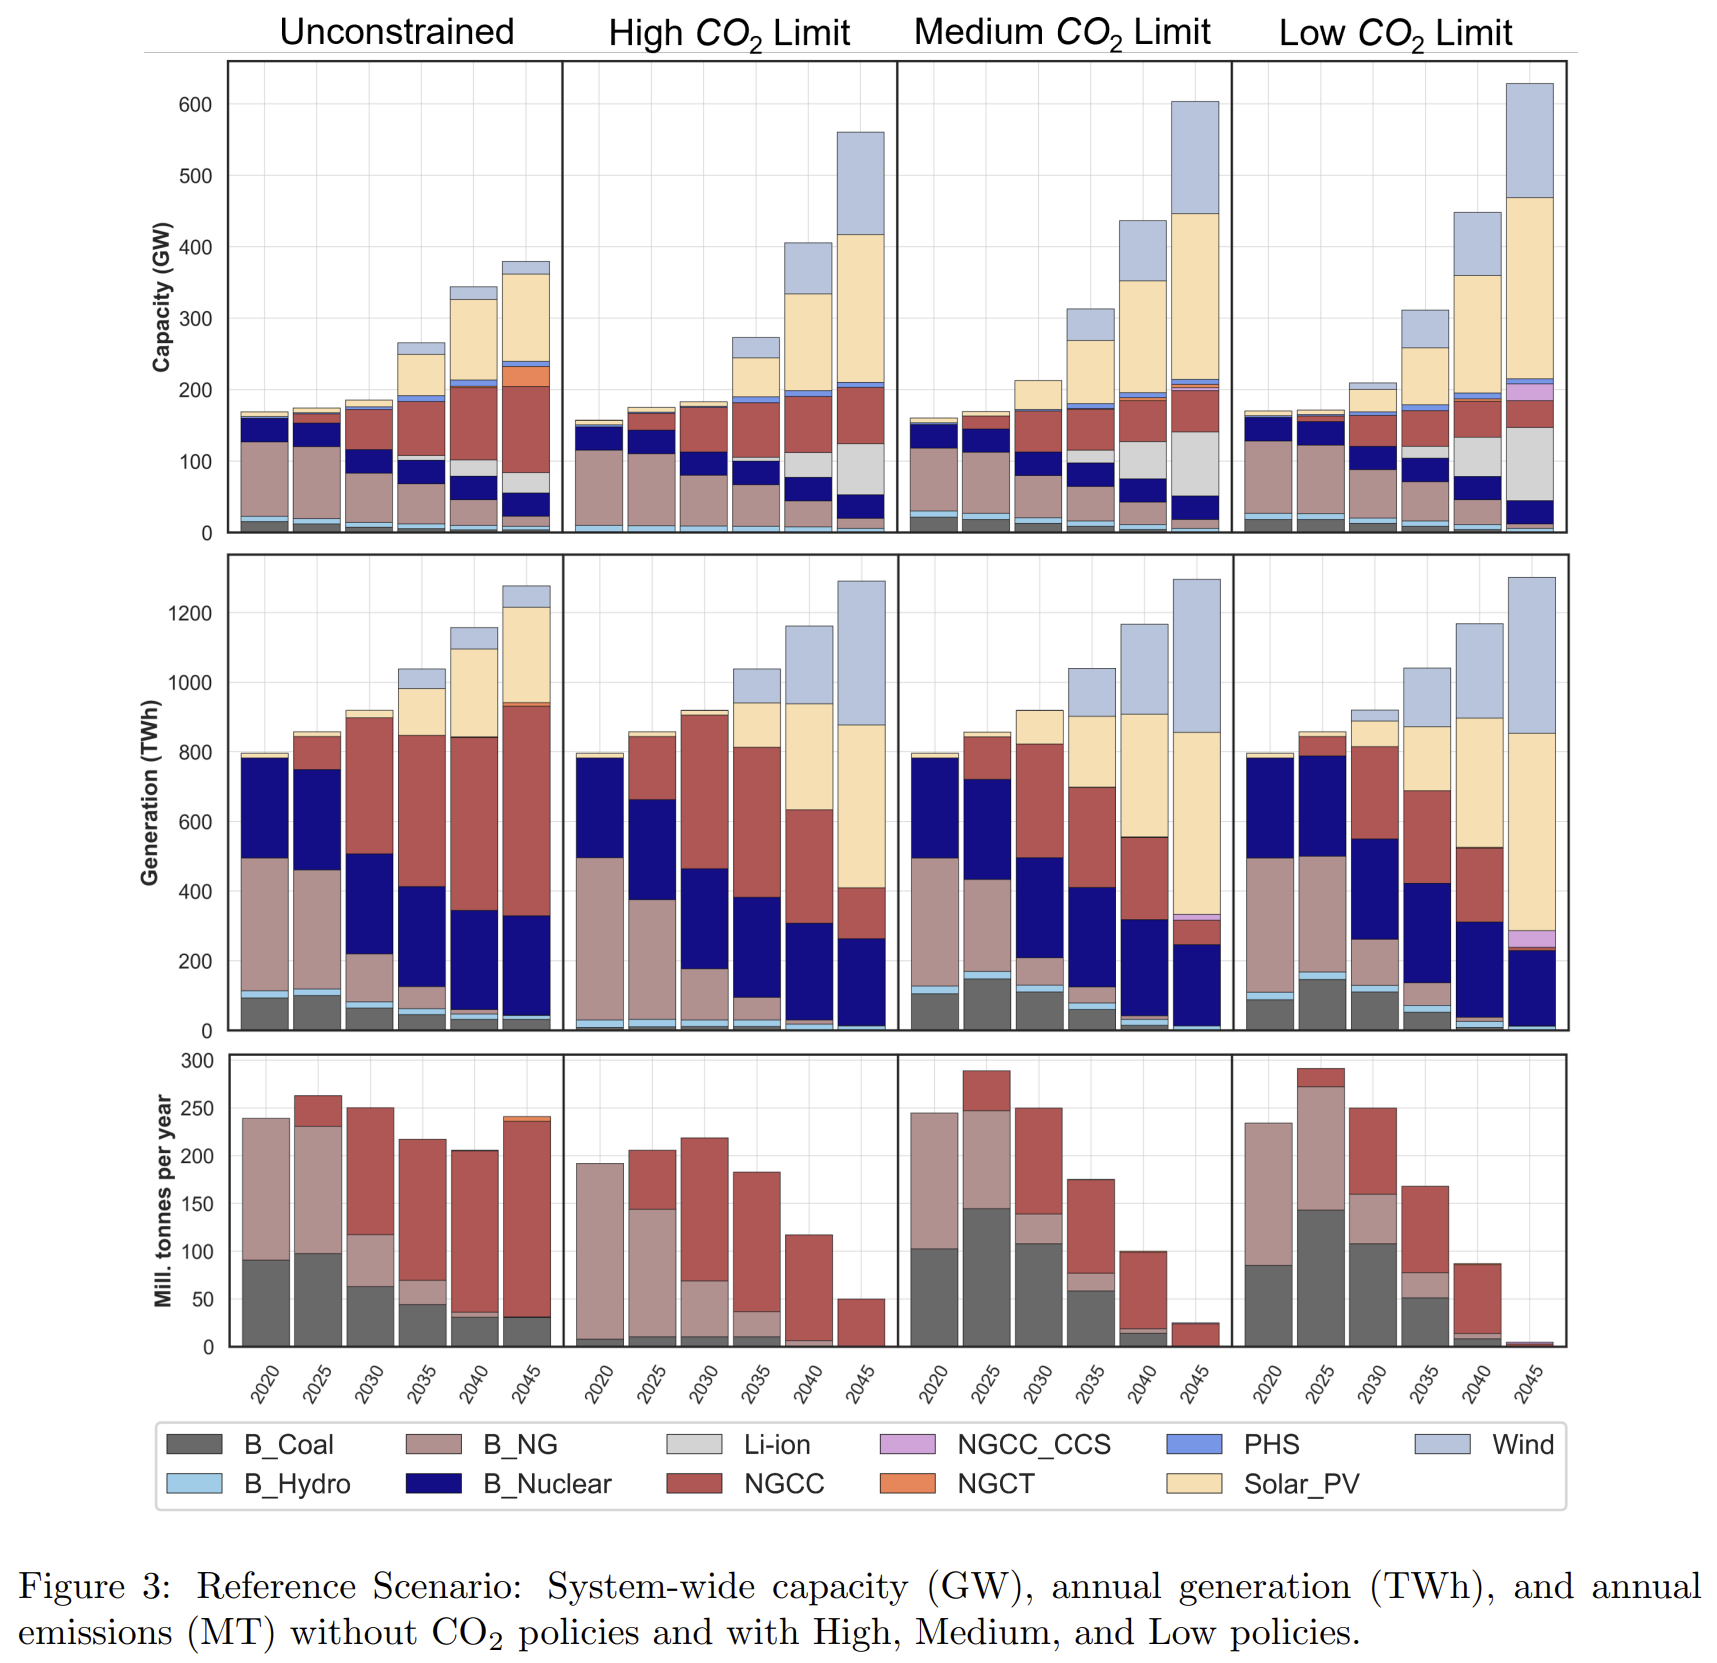 Unconstrained High CO2 Limit Medium CO2 Limit Low CO2 Limit
Capacity (GW)
600
500
400
300
200
100
0
Generation (TWh)
1200
1000
800
600
400
200
0
Mill. tonnes per year
300
250
200
150
100
50
0
2020 2025 2030 2035 2040 2045 2020 2025 2030 2035 2040 2045 2020 2025 2030 2035 2040 2045 2020 2025 2030 2035 2040 2045
B_Coal B_NG Li-ion NGCC_CCS PHS Wind
B_Hydro B_Nuclear NGCC NGCT Solar_PV
Figure 3: Reference Scenario: System-wide capacity (GW), annual generation (TWh), and annual
emissions (MT) without CO2 policies and with High, Medium, and Low policies.